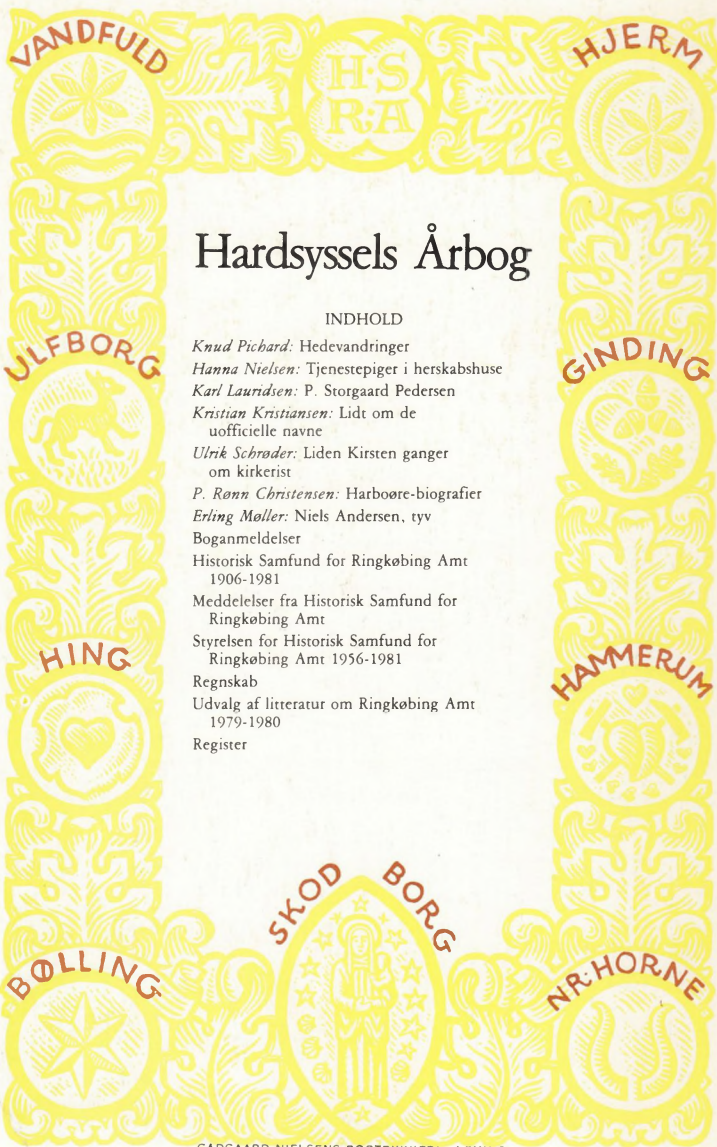 VANDFULD
H·S
R·A
HJERM
Hardsyssels Årbog
INDHOLD
Knud Pichard: Hedevandringer
Hanna Nielsen: Tjenestepiger i herskabshuse
Karl Lauridsen: P. Storgaard Pedersen
Kristian Kristiansen: Lidt om de
uofficielle navne
Ulrik Schrøder: Liden Kirsten ganger
om kirkerist
P. Rønn Christensen: Harboøre-biografier
Erling Møller: Niels Andersen, tyv
Boganmeldelser
Historisk Samfund for Ringkøbing Amt
1906-1981
Meddelelser fra Historisk Samfund for
Ringkøbing Amt
Styrelsen for Historisk Samfund for
Ringkøbing Amt 1956-1981
Regnskab
Udvalg af litteratur om Ringkøbing Amt
1979-1980
Register
ULFBORG
GINDING
HING
HAMMERUM
SKOD BORG
BØLLING
NR·HORNE